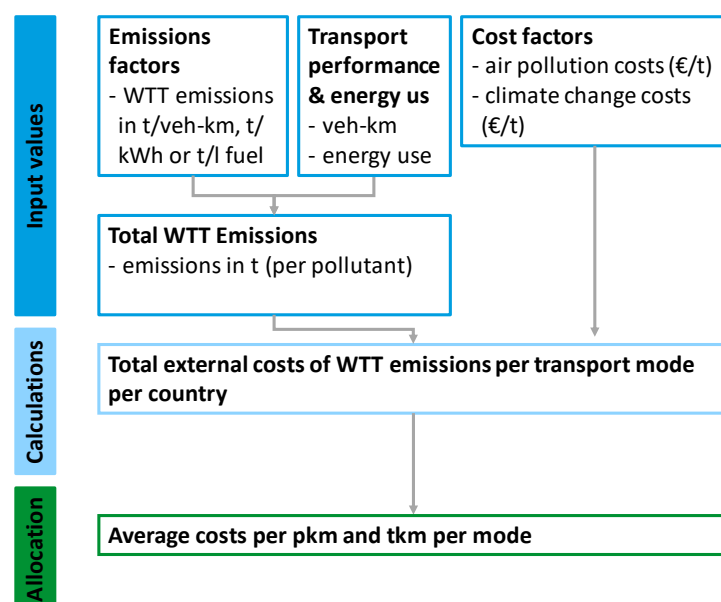 Input values
Emissions
factors
- WTT emissions
in t/veh-km, t/
kWh or t/l fuel
Transport
performance
& energy us
- veh-km
- energy use
Cost factors
- air pollution costs (€/t)
- climate change costs
(€/t)
Total WTT Emissions
- emissions in t (per pollutant)
Calculations
Total external costs of WTT emissions per transport mode
per country
Allocation
Average costs per pkm and tkm per mode